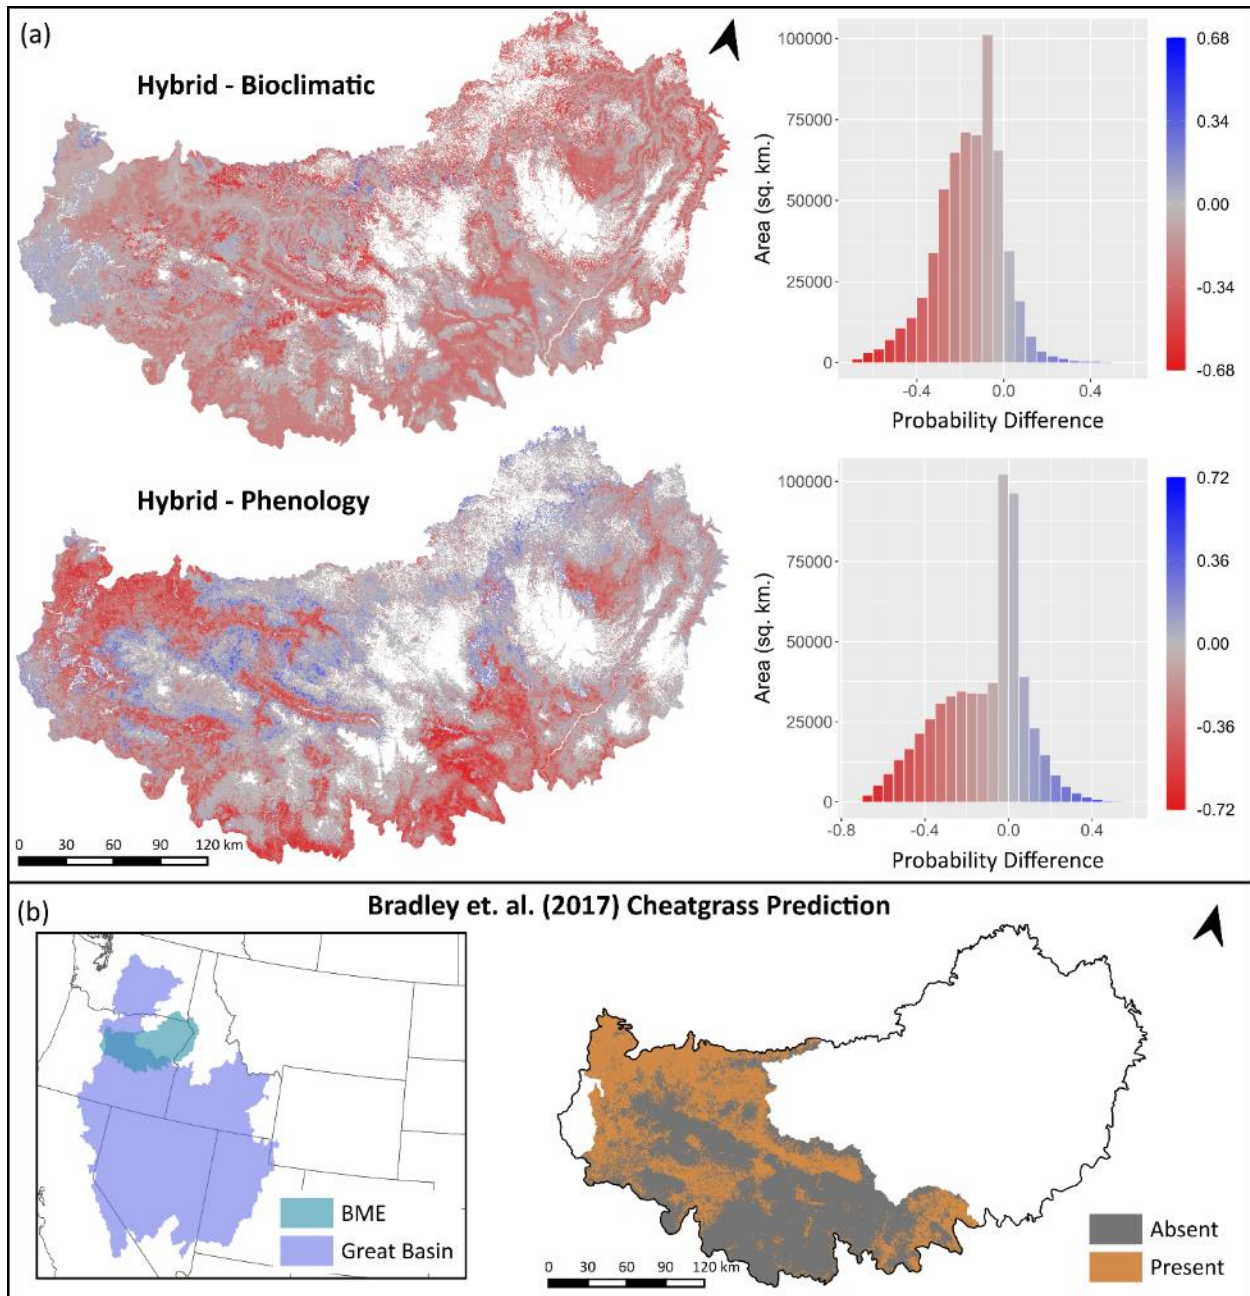 (a)
Hybrid - Bioclimatic
100000
75000
50000
25000
0
Area (sq. km.)
-0.4
0.0
0.4
Probability Difference
0.68
0.34
0.00
-0.34
-0.68
Hybrid - Phenology
100000
75000
50000
25000
0
Area (sq. km.)
-0.8
-0.4
0.0
0.4
Probability Difference
0.72
0.36
0.00
-0.36
-0.72
0 30 60 90 120 km
(b)
Bradley et. al. (2017) Cheatgrass Prediction
BME
Great Basin
Absent
Present
0 30 60 90 120 km